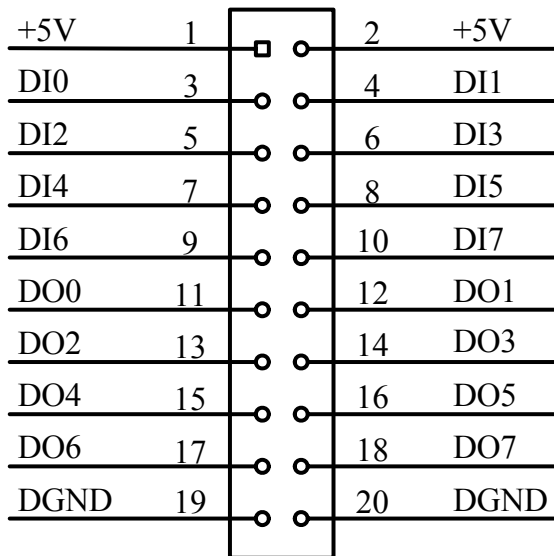 +5V 1 2 +5V
DI0 3 4 DI1
DI2 5 6 DI3
DI4 7 8 DI5
DI6 9 10 DI7
DO0 11 12 DO1
DO2 13 14 DO3
DO4 15 16 DO5
DO6 17 18 DO7
DGND 19 20 DGND